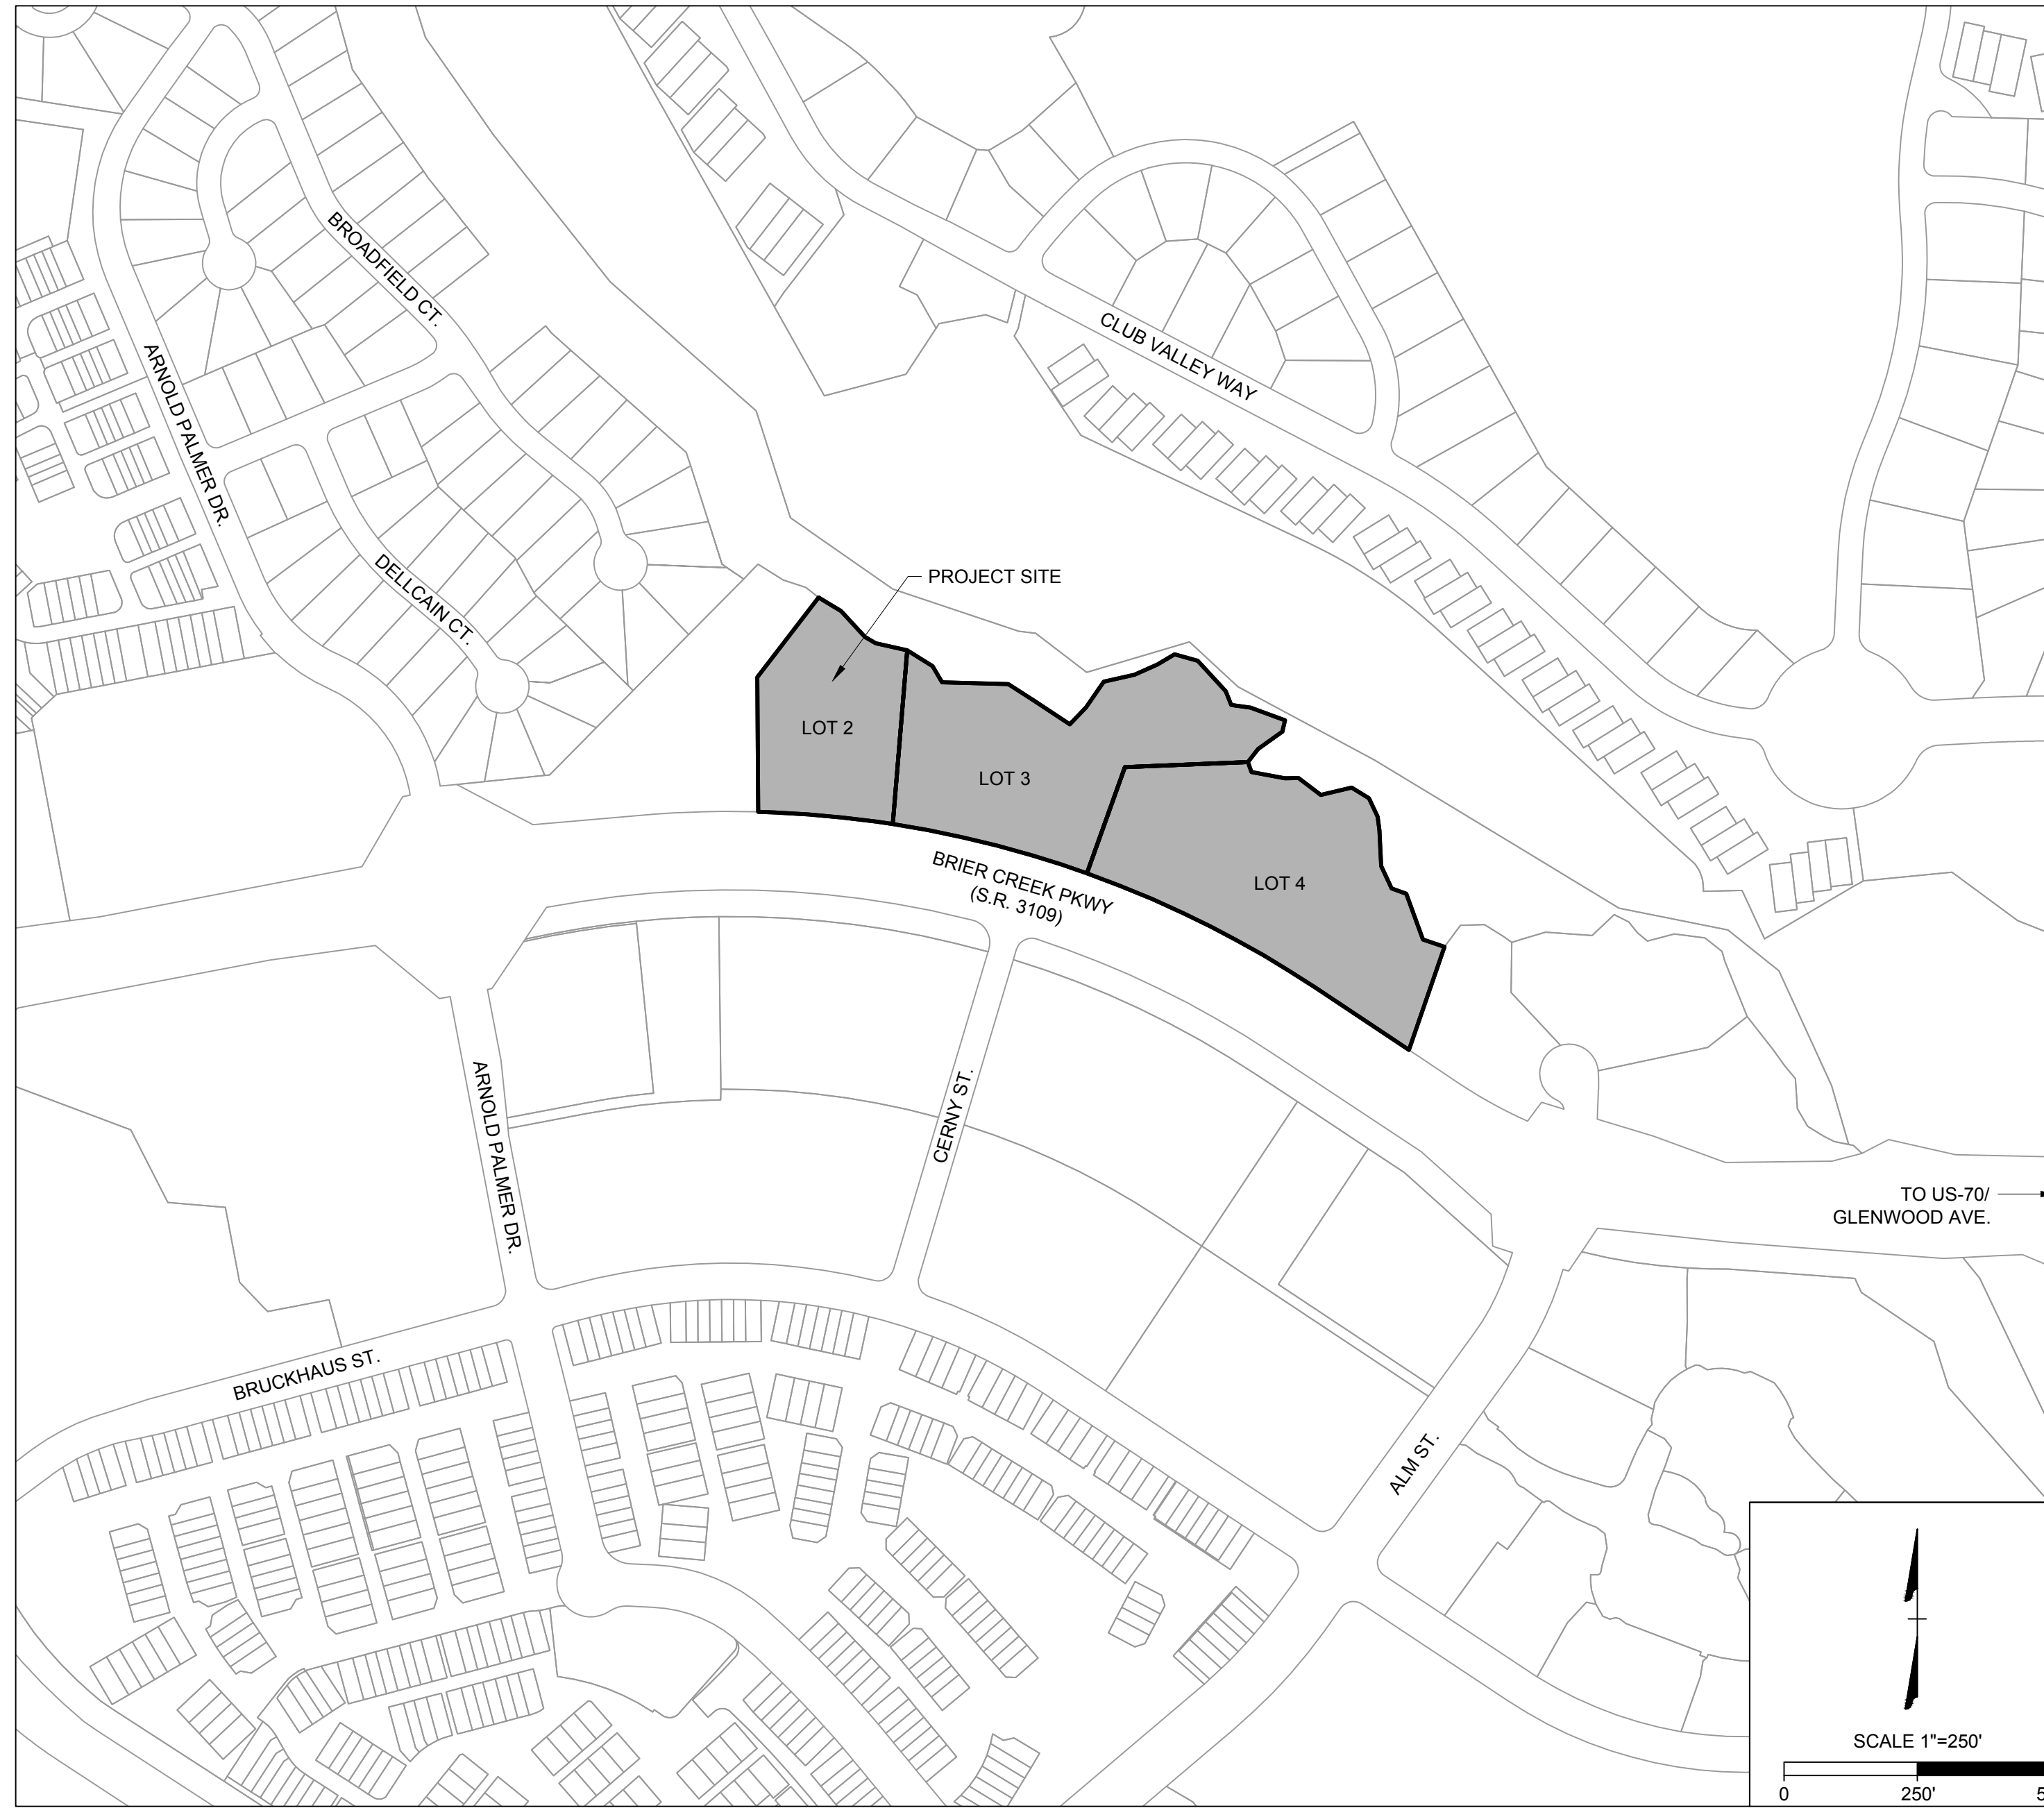 BROADFIELD CT.
CLUB VALLEY WAY
ARNOLD PALMER DR.
DELLCAIN CT.
PROJECT SITE
LOT 2
LOT 3
LOT 4
BRIER CREEK PKWY
(S.R. 3109)
ARNOLD PALMER DR.
CERNY ST.
TO US-70/
GLENWOOD AVE.
BRUCKHAUS ST.
ALM ST.
SCALE 1"=250'
0 250'